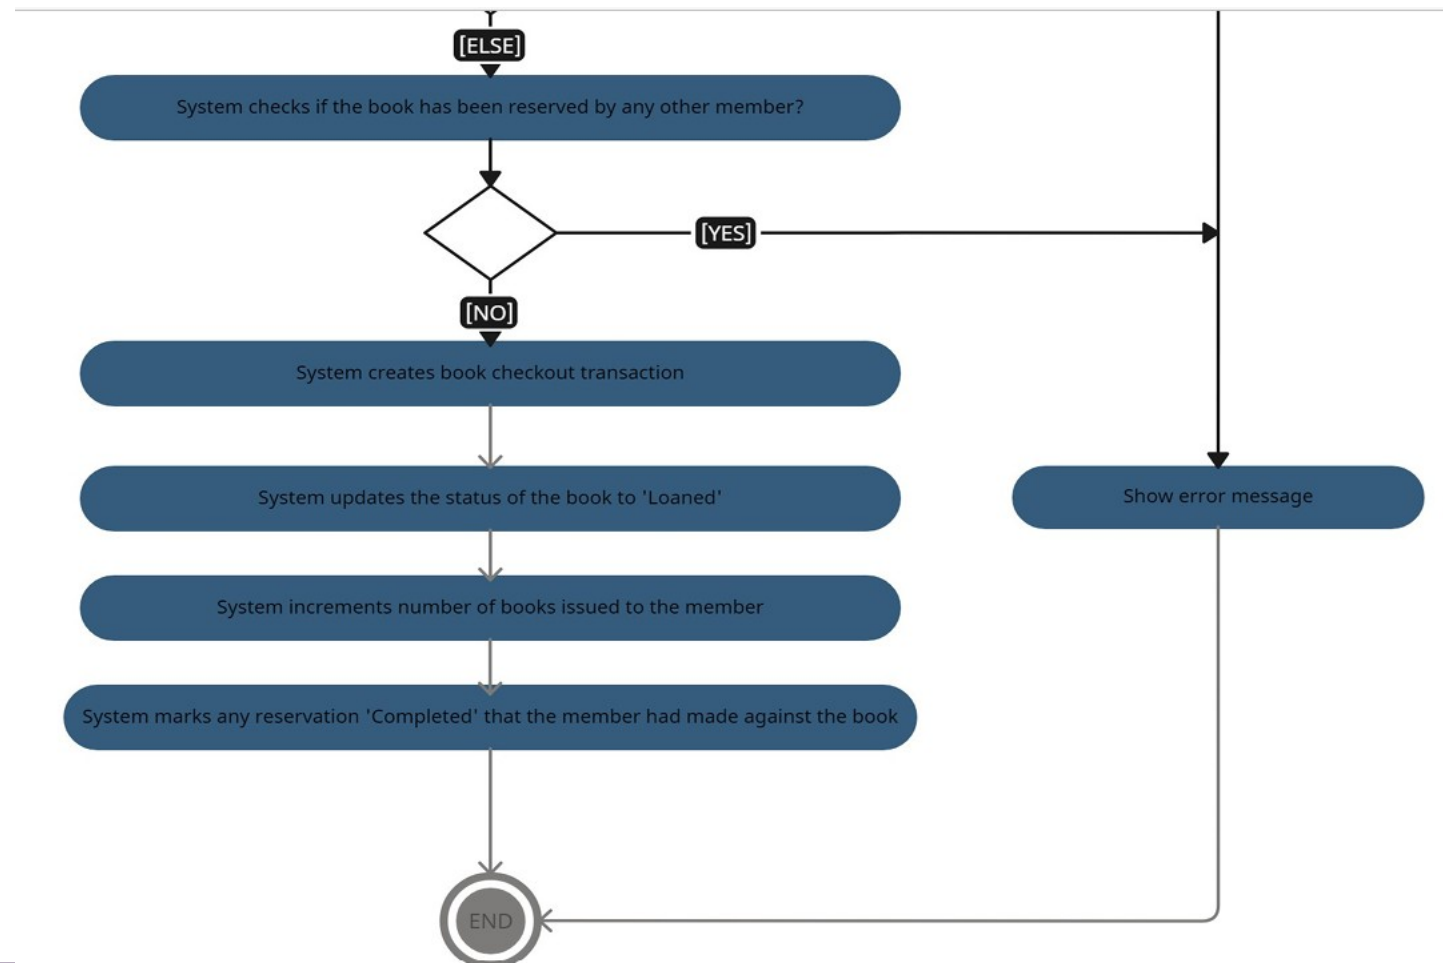 [ELSE]
System checks if the book has been reserved by any other member?
[YES]
[NO]
System creates book checkout transaction
System updates the status of the book to 'Loaned'
Show error message
System increments number of books issued to the member
System marks any reservation 'Completed' that the member had made against the book
END